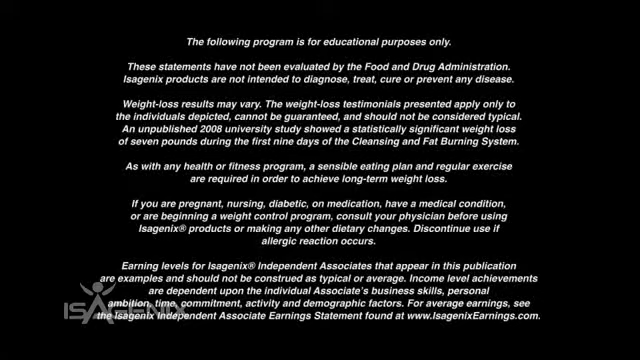 The following program is for educational purposes only.
These statements have not been evaluated by the Food and Drug Administration.
Isagenix products are not intended to diagnose, treat, cure or prevent any disease.
Weight-loss results may vary. The weight-loss testimonials presented apply only to
the individuals depicted, cannot be guaranteed, and should not be considered typical.
An unpublished 2008 university study showed a statistically significant weight loss
of seven pounds during the first nine days of the Cleansing and Fat Burning System.
As with any health or fitness program, a sensible eating plan and regular exercise
are required in order to achieve long-term weight loss.
If you are pregnant, nursing, diabetic, on medication, have a medical condition,
or are beginning a weight control program, consult your physician before using
Isagenix® products or making any other dietary changes. Discontinue use if
allergic reaction occurs.
Earning levels for Isagenix® Independent Associates that appear in this publication
are examples and should not be construed as typical or average. Income level achievements
are dependent upon the individual Associate's business skills, personal
ambition, time, commitment, activity and demographic factors. For average earnings, see
the Isagenix Independent Associate Earnings Statement found at www.IsagenixEarnings.com.
ISAGENIX